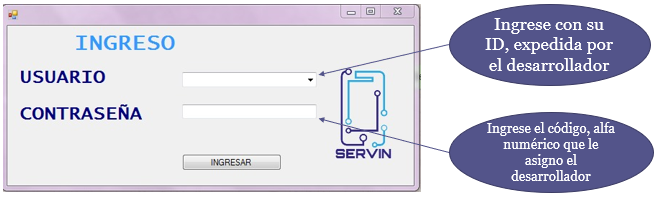 INGRESO
USUARIO
CONTRASEÑA
INGRESAR
SERVIN
Ingrese con su
ID, expedida por
el desarrollador
Ingrese el código, alfa
numérico que le
asigno el
desarrollador